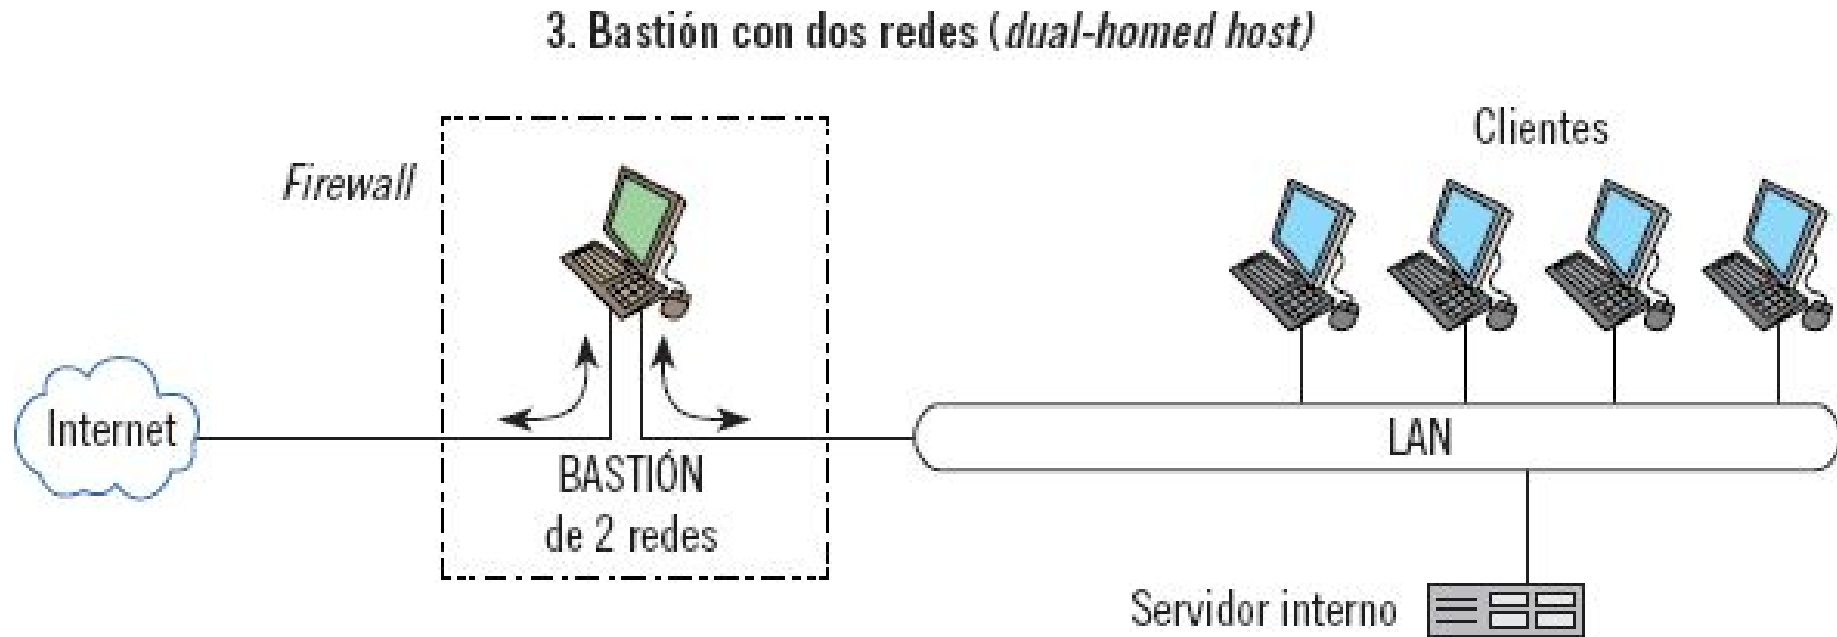 3. Bastión con dos redes (dual-homed host)
Clientes
Firewall
Internet
LAN
BASTIÓN
de 2 redes
Servidor interno